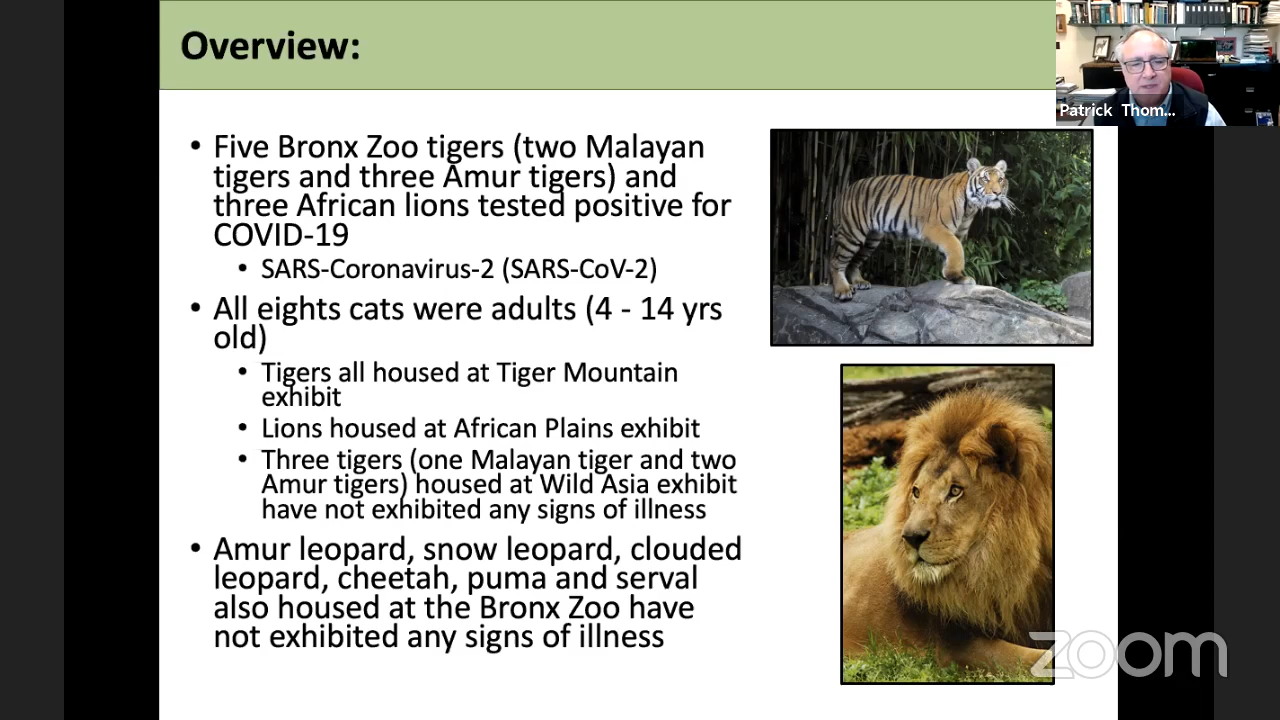 Overview:
Patrick Thom...
• Five Bronx Zoo tigers (two Malayan
tigers and three Amur tigers) and
three African lions tested positive for
COVID-19
• SARS-Coronavirus-2 (SARS-CoV-2)
• All eights cats were adults (4 - 14 yrs
old)
• Tigers all housed at Tiger Mountain
exhibit
• Lions housed at African Plains exhibit
• Three tigers (one Malayan tiger and two
Amur tigers) housed at Wild Asia exhibit
have not exhibited any signs of illness
• Amur leopard, snow leopard, clouded
leopard, cheetah, puma and serval
also housed at the Bronx Zoo have
not exhibited any signs of illness
zoom